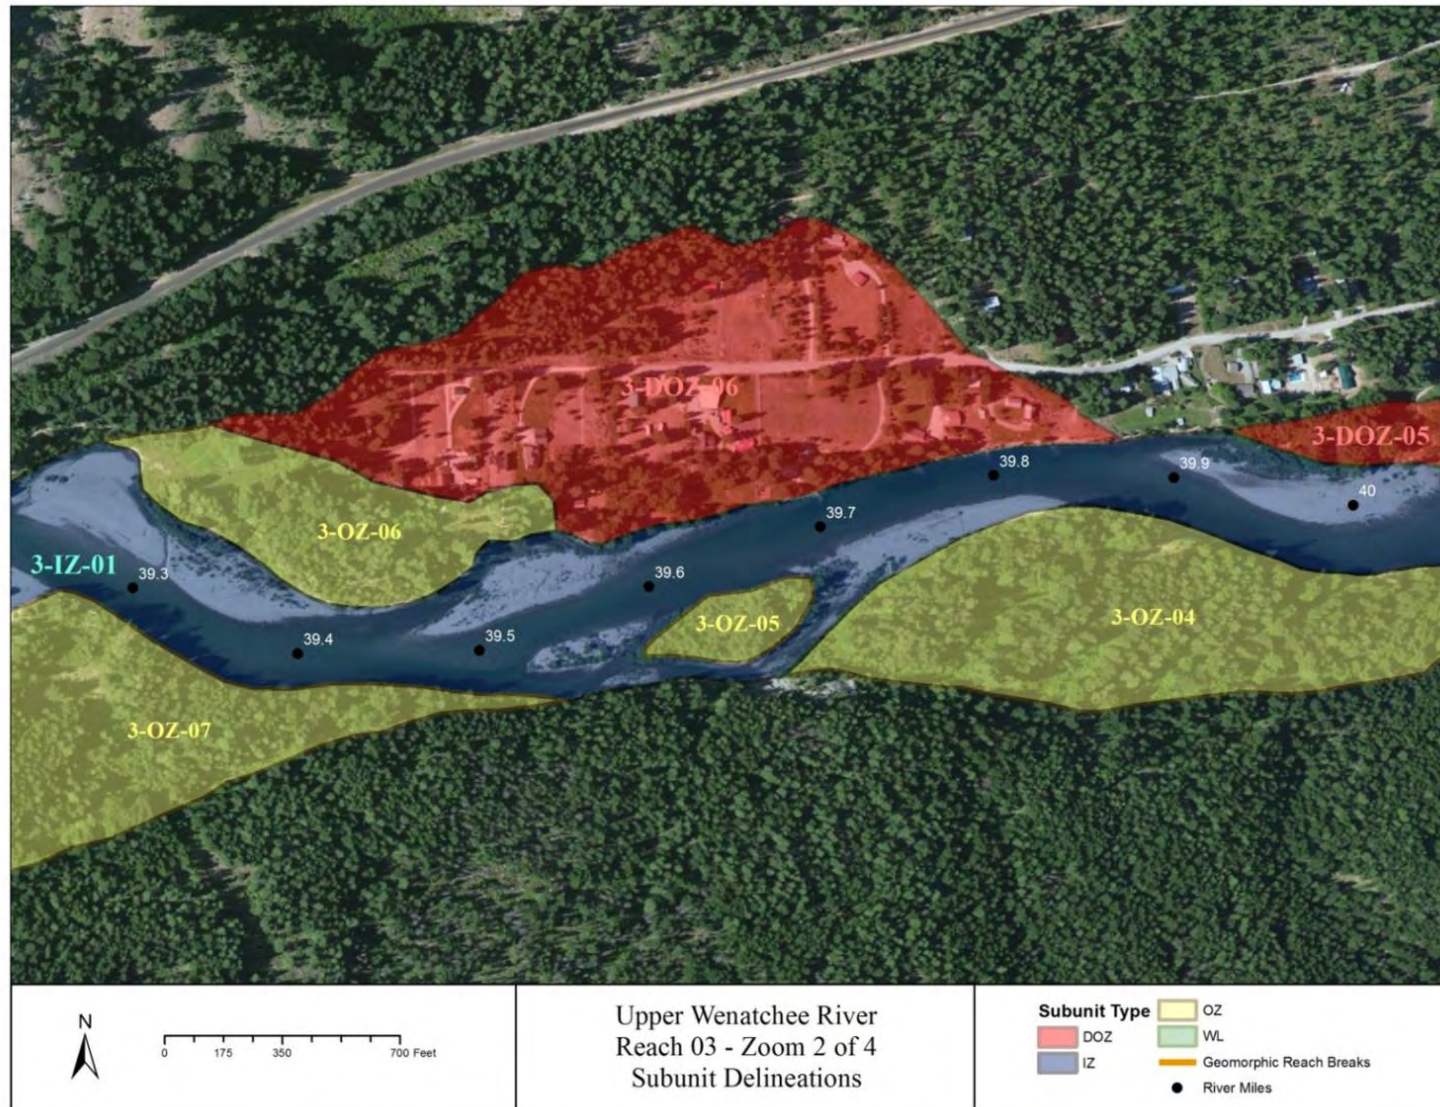 3-DOZ-06
3-DOZ-05
39.8
39.9
40
39.7
3-OZ-06
3-IZ-01
39.3
39.6
3-OZ-05
3-OZ-04
39.4
39.5
3-OZ-07
N
0 175 350 700 Feet
Upper Wenatchee River
Reach 03 - Zoom 2 of 4
Subunit Delineations
Subunit Type
DOZ
IZ
OZ
WL
Geomorphic Reach Breaks
River Miles